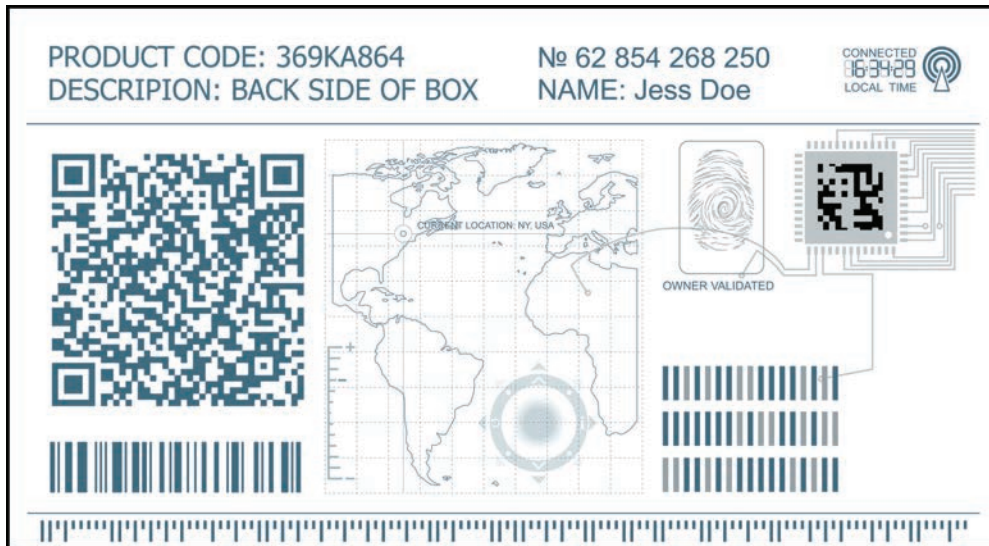 PRODUCT CODE: 369KA864
DESCRIPION: BACK SIDE OF BOX
№ 62 854 268 250
NAME: Jess Doe
CONNECTED
16:34:29
LOCAL TIME
CURRENT LOCATION: NY, USA
OWNER VALIDATED